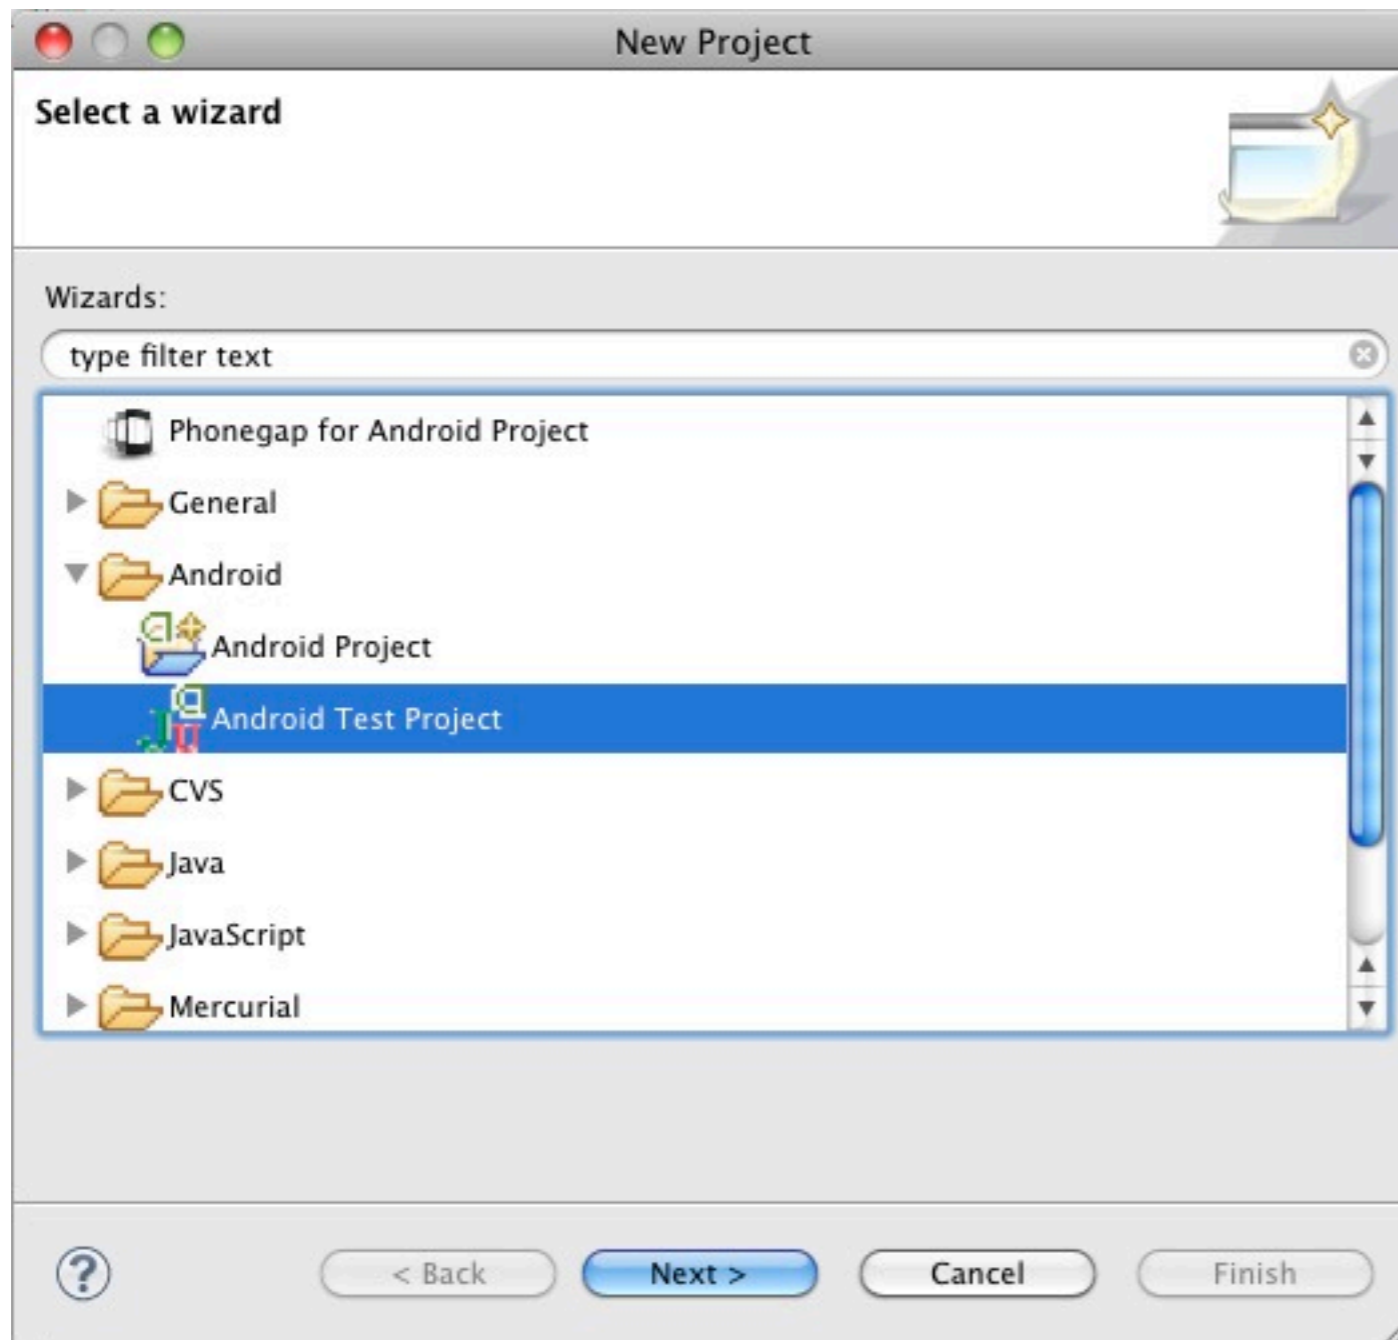 New Project
Select a wizard
Wizards:
type filter text
Phonegap for Android Project
General
Android
Android Project
Android Test Project
CVS
Java
JavaScript
Mercurial
?
< Back
Next >
Cancel
Finish